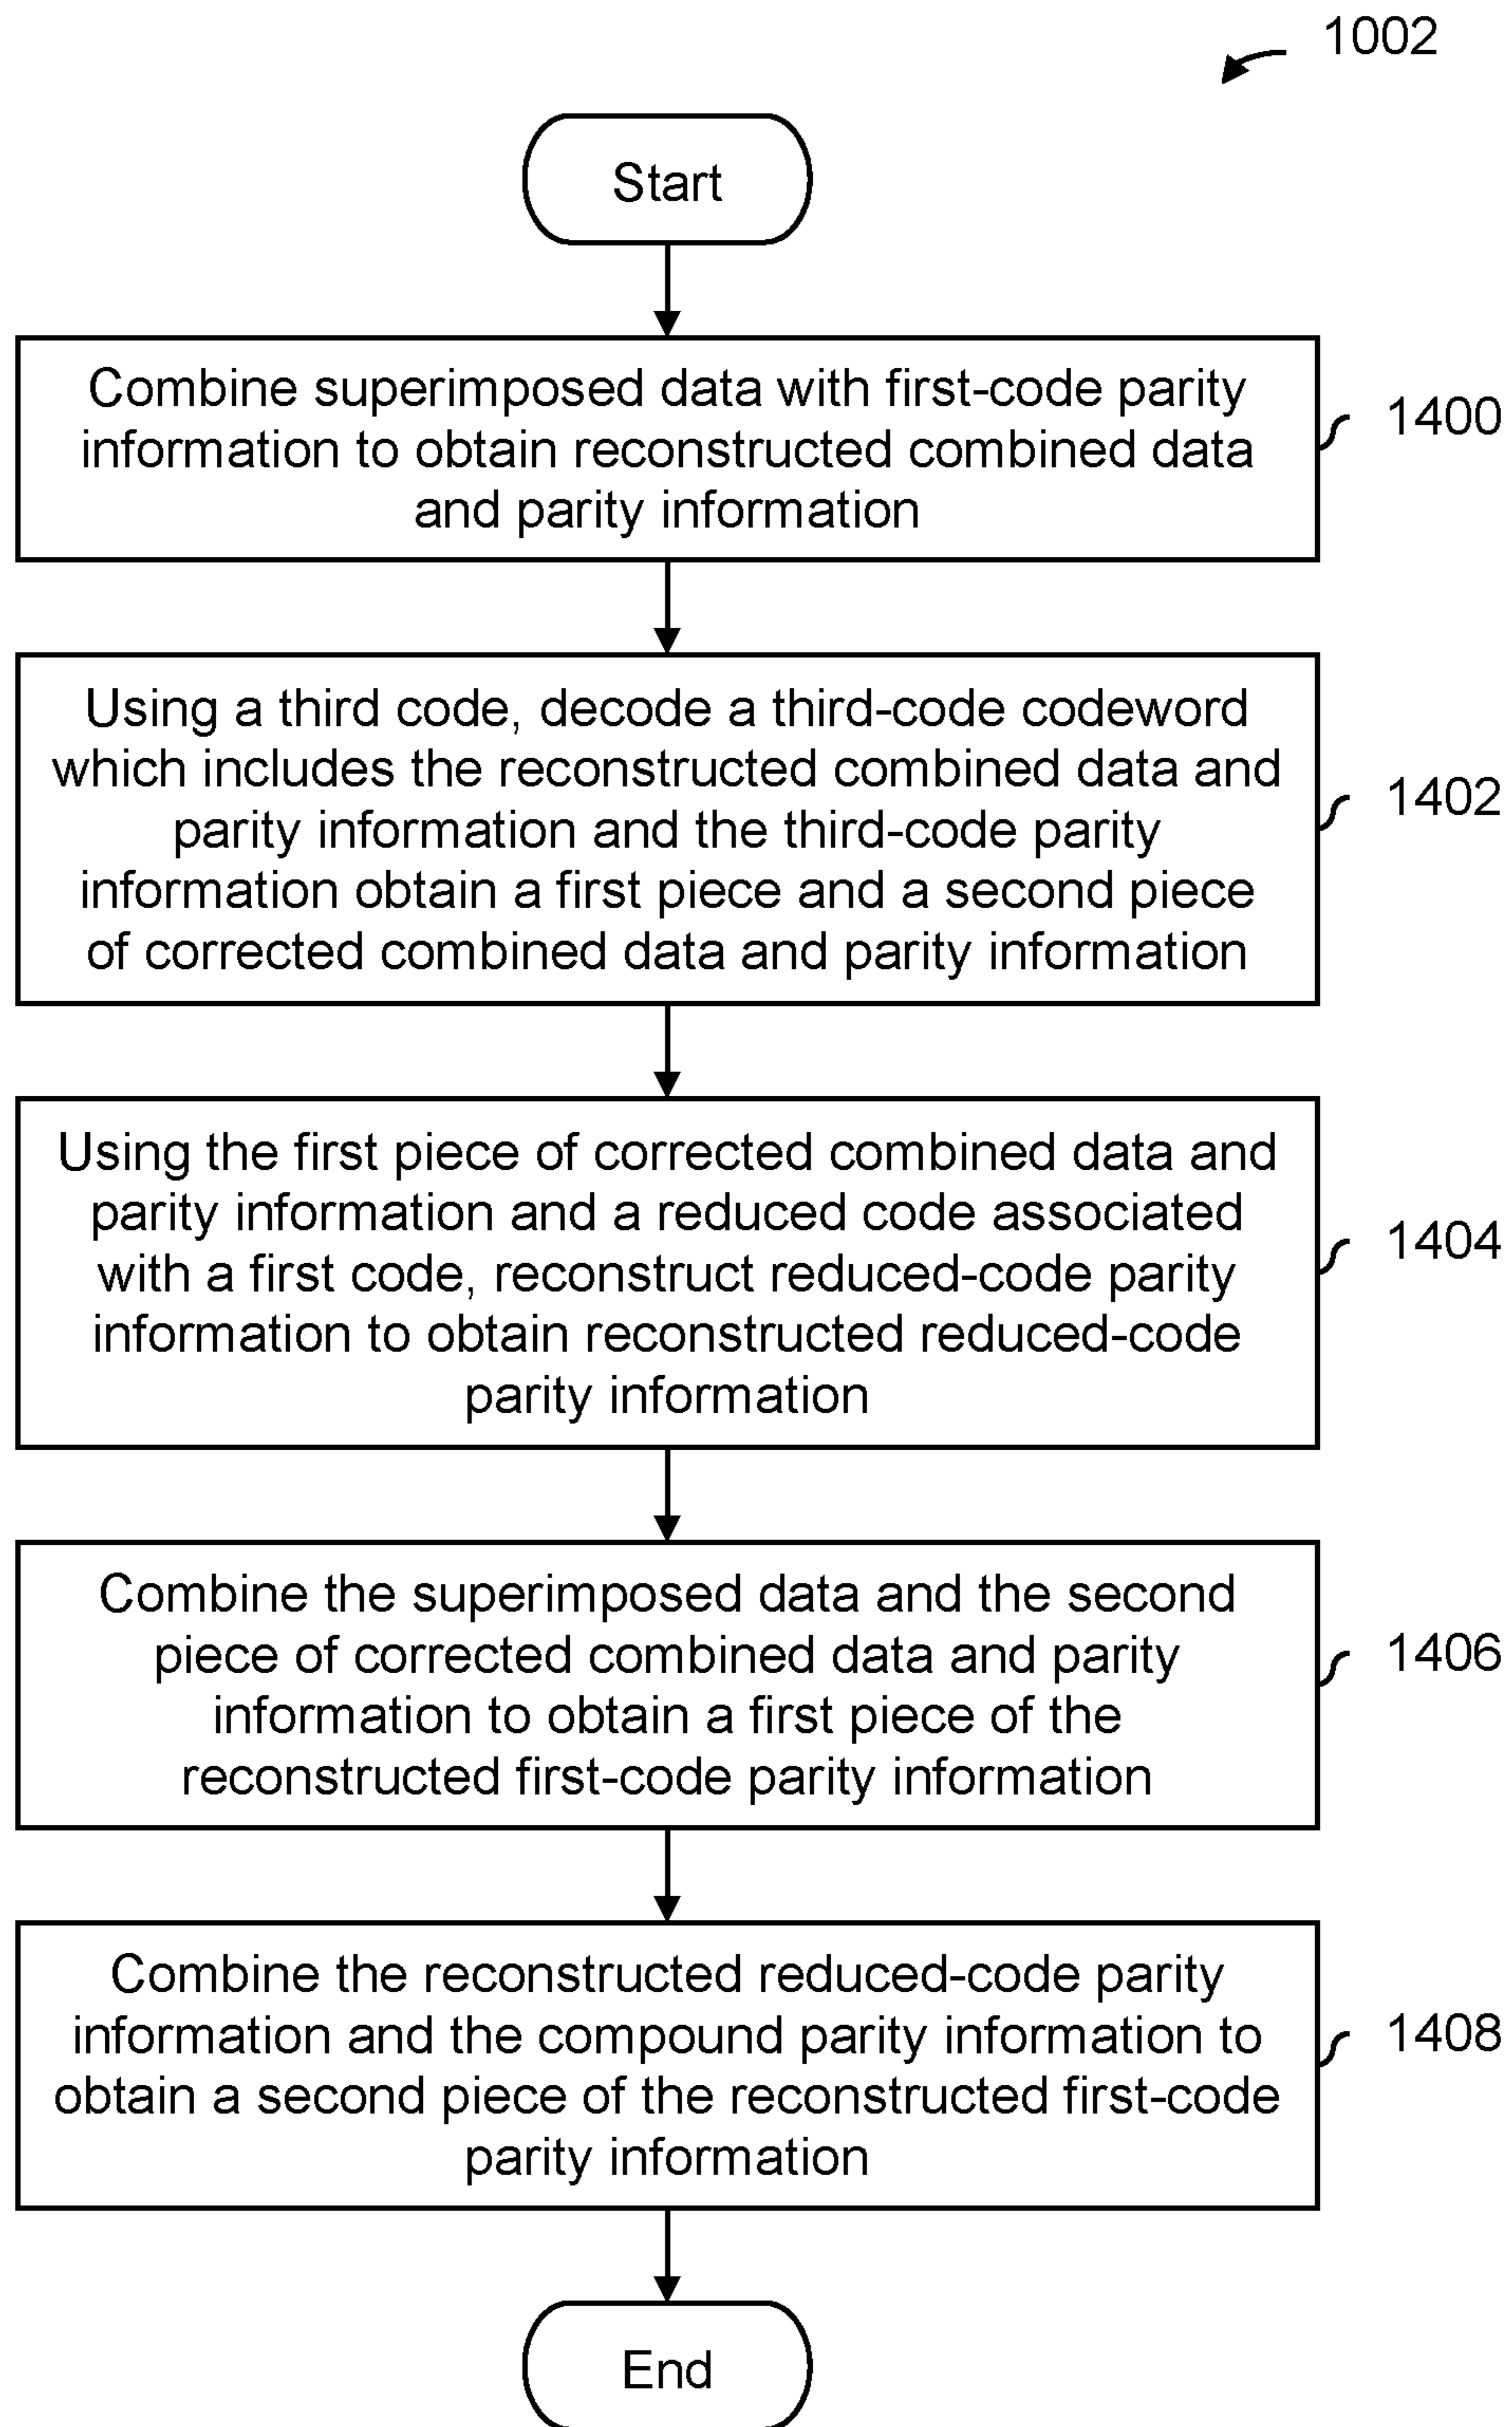 1002
Start
Combine superimposed data with first-code parity
information to obtain reconstructed combined data
and parity information
1400
Using a third code, decode a third-code codeword
which includes the reconstructed combined data and
parity information and the third-code parity
information obtain a first piece and a second piece
of corrected combined data and parity information
1402
Using the first piece of corrected combined data and
parity information and a reduced code associated
with a first code, reconstruct reduced-code parity
information to obtain reconstructed reduced-code
parity information
1404
Combine the superimposed data and the second
piece of corrected combined data and parity
information to obtain a first piece of the
reconstructed first-code parity information
1406
Combine the reconstructed reduced-code parity
information and the compound parity information to
obtain a second piece of the reconstructed first-code
parity information
1408
End